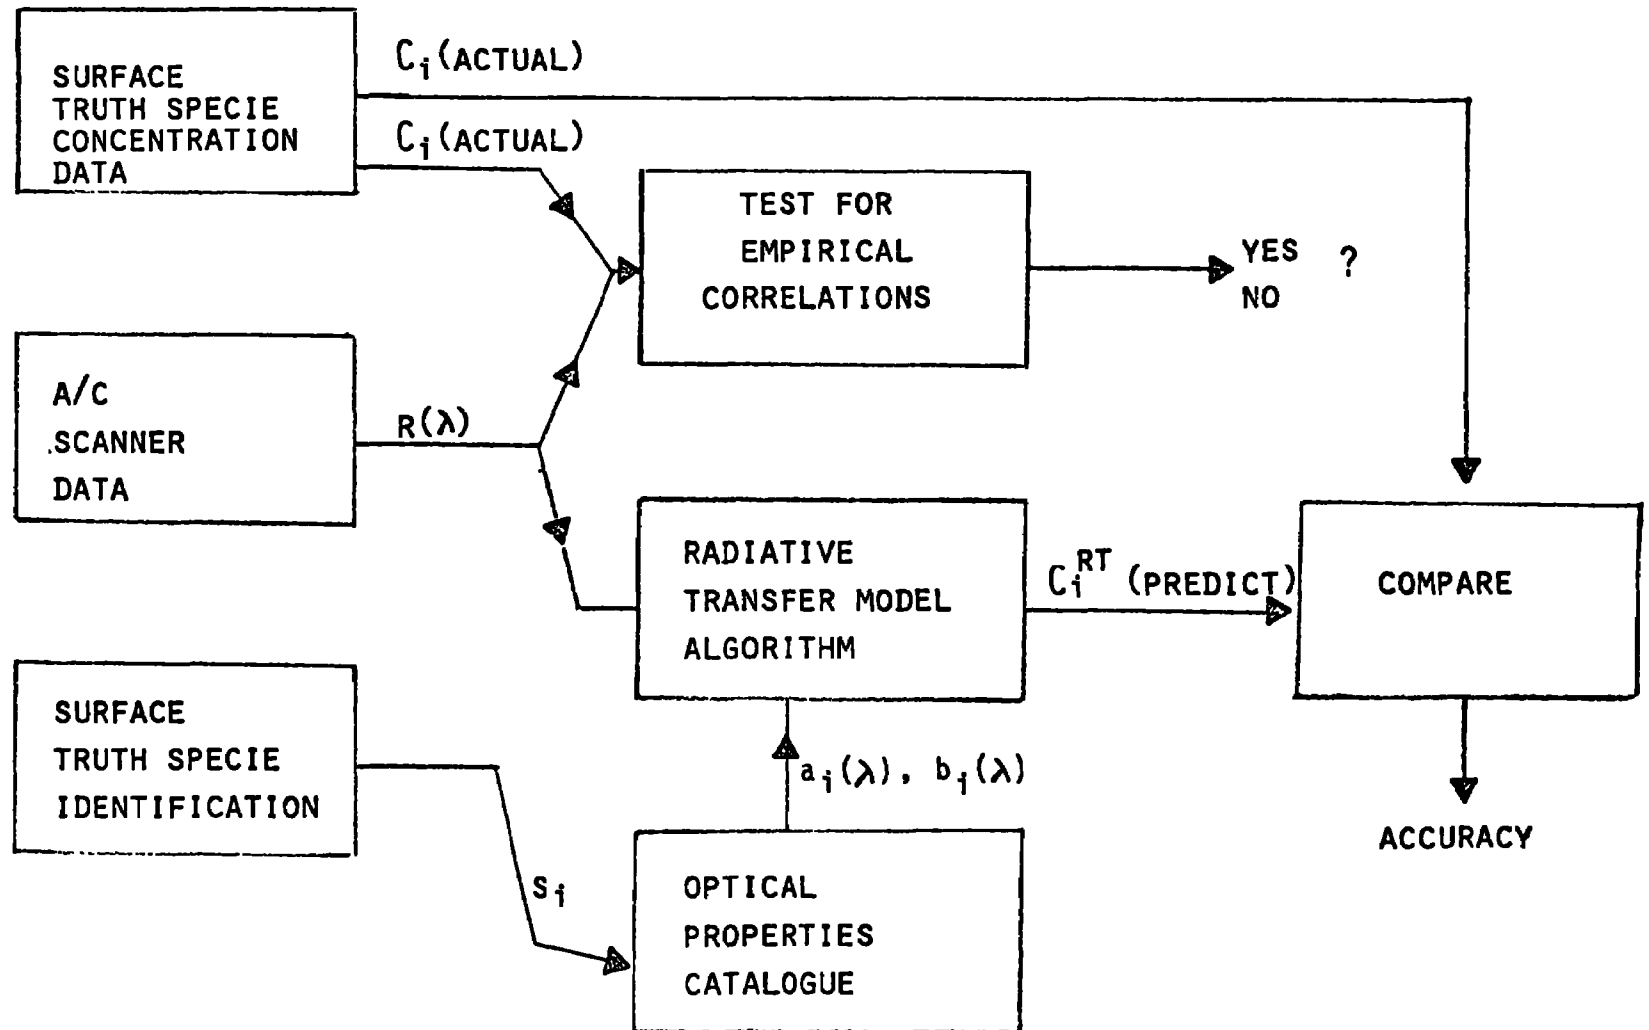 SURFACE
TRUTH SPECIE
CONCENTRATION
DATA
Cᵢ(ACTUAL)
Cᵢ(ACTUAL)
TEST FOR
EMPIRICAL
CORRELATIONS
YES ?
NO
A/C
SCANNER
DATA
R(λ)
RADIATIVE
TRANSFER MODEL
ALGORITHM
Cᵢᴿᵀ (PREDICT)
COMPARE
ACCURACY
SURFACE
TRUTH SPECIE
IDENTIFICATION
Sᵢ
aᵢ(λ), bᵢ(λ)
OPTICAL
PROPERTIES
CATALOGUE